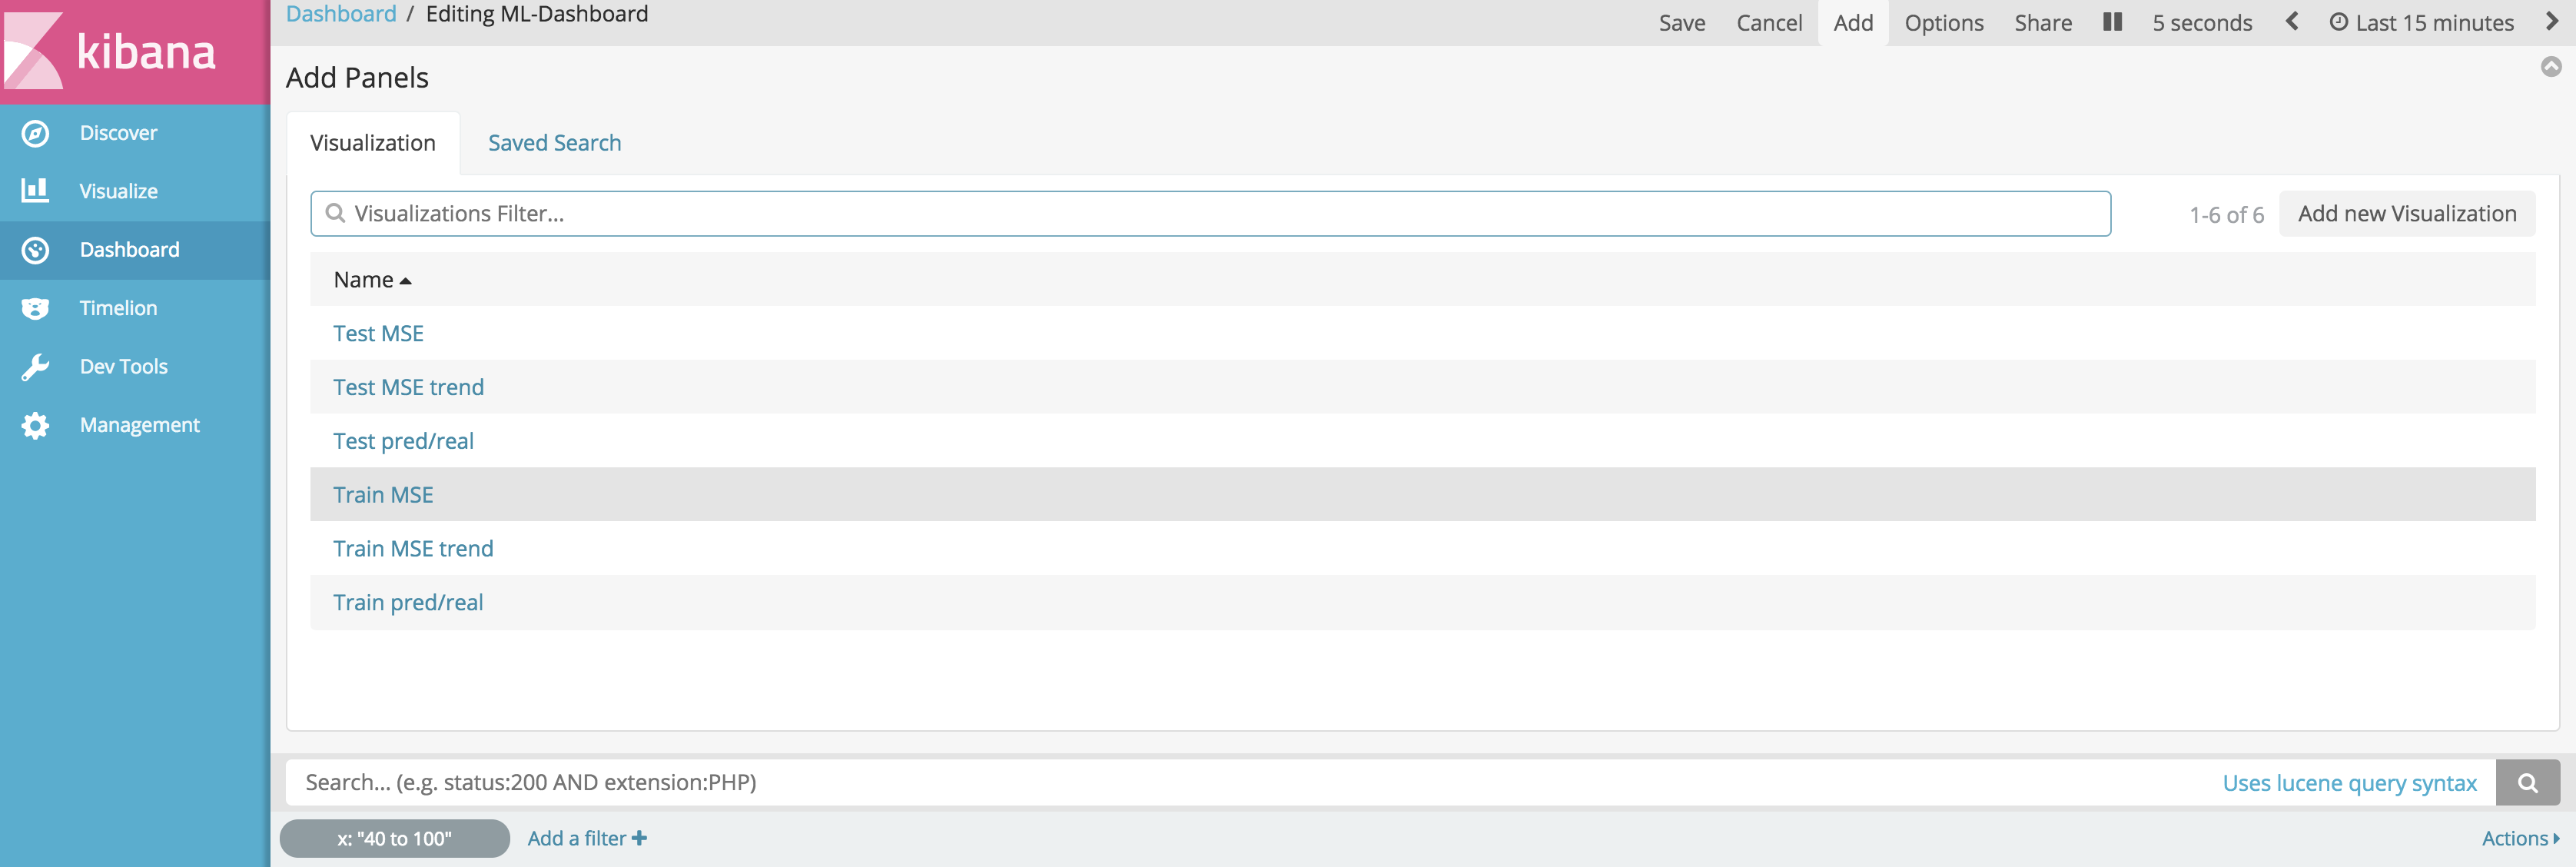 kibana
Discover
Visualize
Dashboard
Timelion
Dev Tools
Management
Dashboard / Editing ML-Dashboard
Save Cancel Add Options Share 5 seconds Last 15 minutes
Add Panels
Visualization Saved Search
Visualizations Filter... 1-6 of 6 Add new Visualization
Name
Test MSE
Test MSE trend
Test pred/real
Train MSE
Train MSE trend
Train pred/real
Search... (e.g. status:200 AND extension:PHP) Uses lucene query syntax
x: "40 to 100" Add a filter + Actions